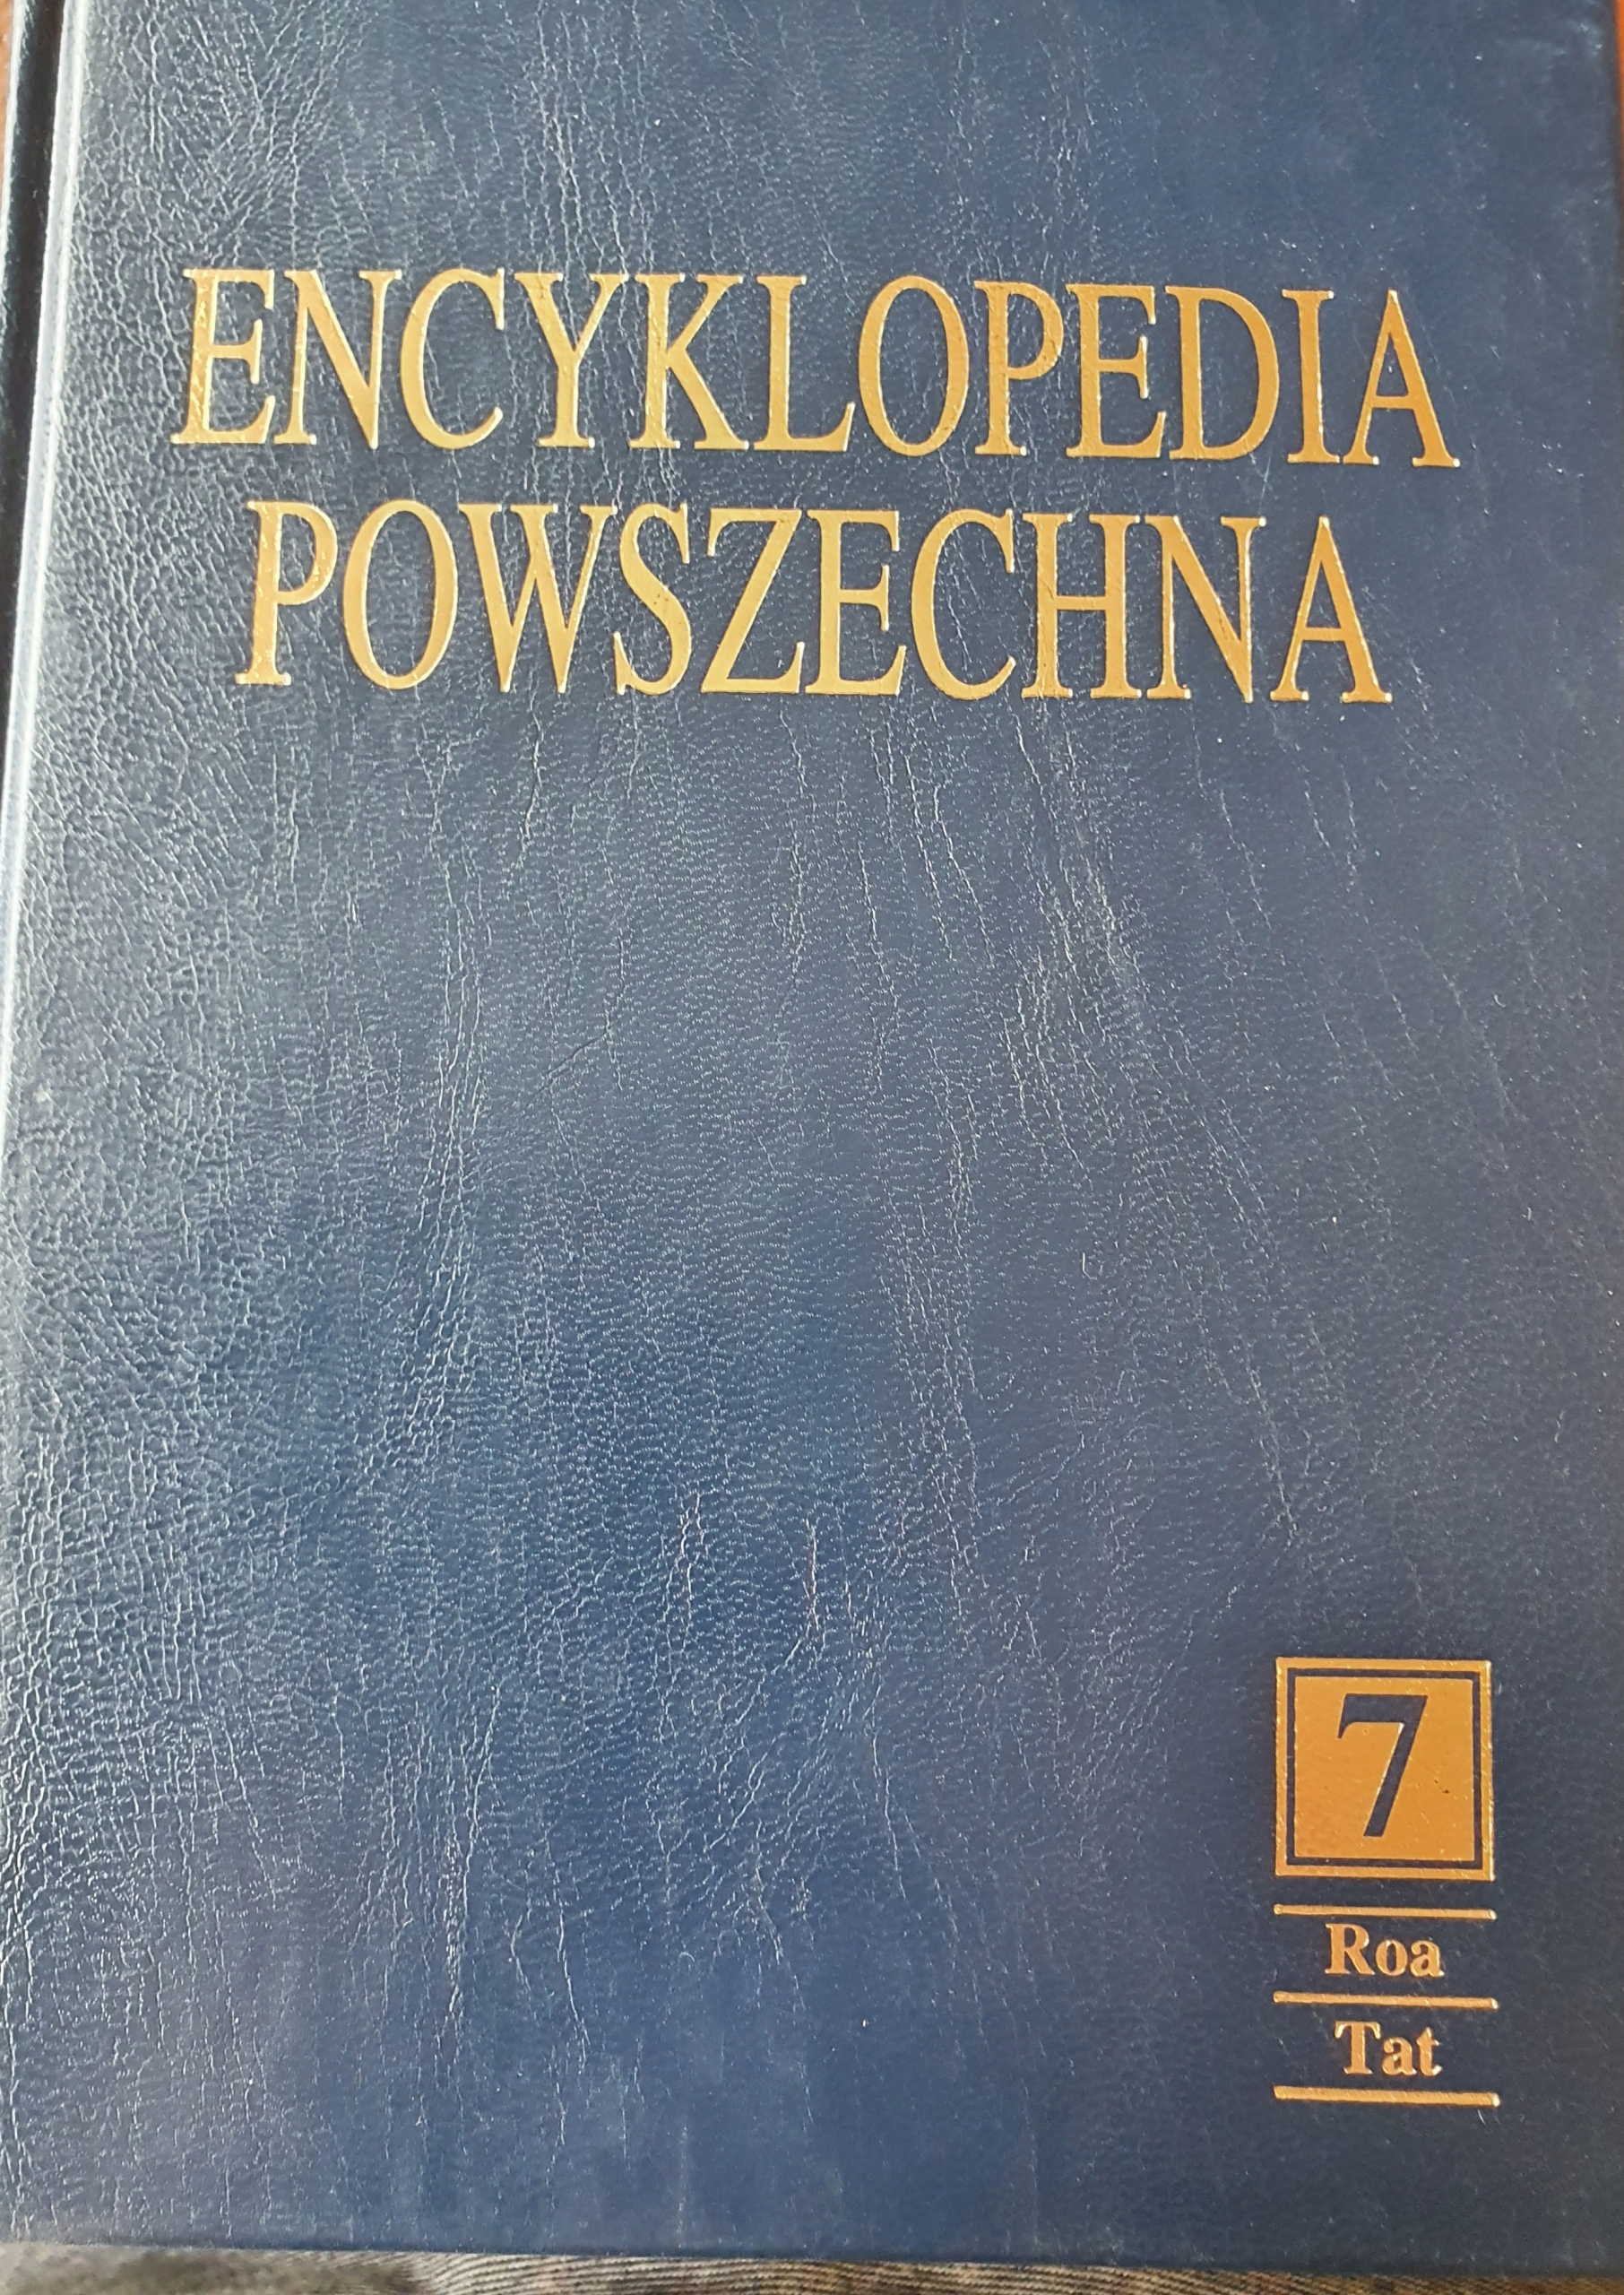 ENCYKLOPEDIA
POWSZECHNA
7
Roa
Tat